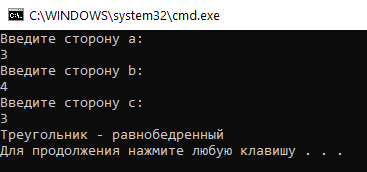 C:\WINDOWS\system32\cmd.exe
Введите сторону a:
3
Введите сторону b:
4
Введите сторону c:
3
Треугольник - равнобедренный
Для продолжения нажмите любую клавишу . . .